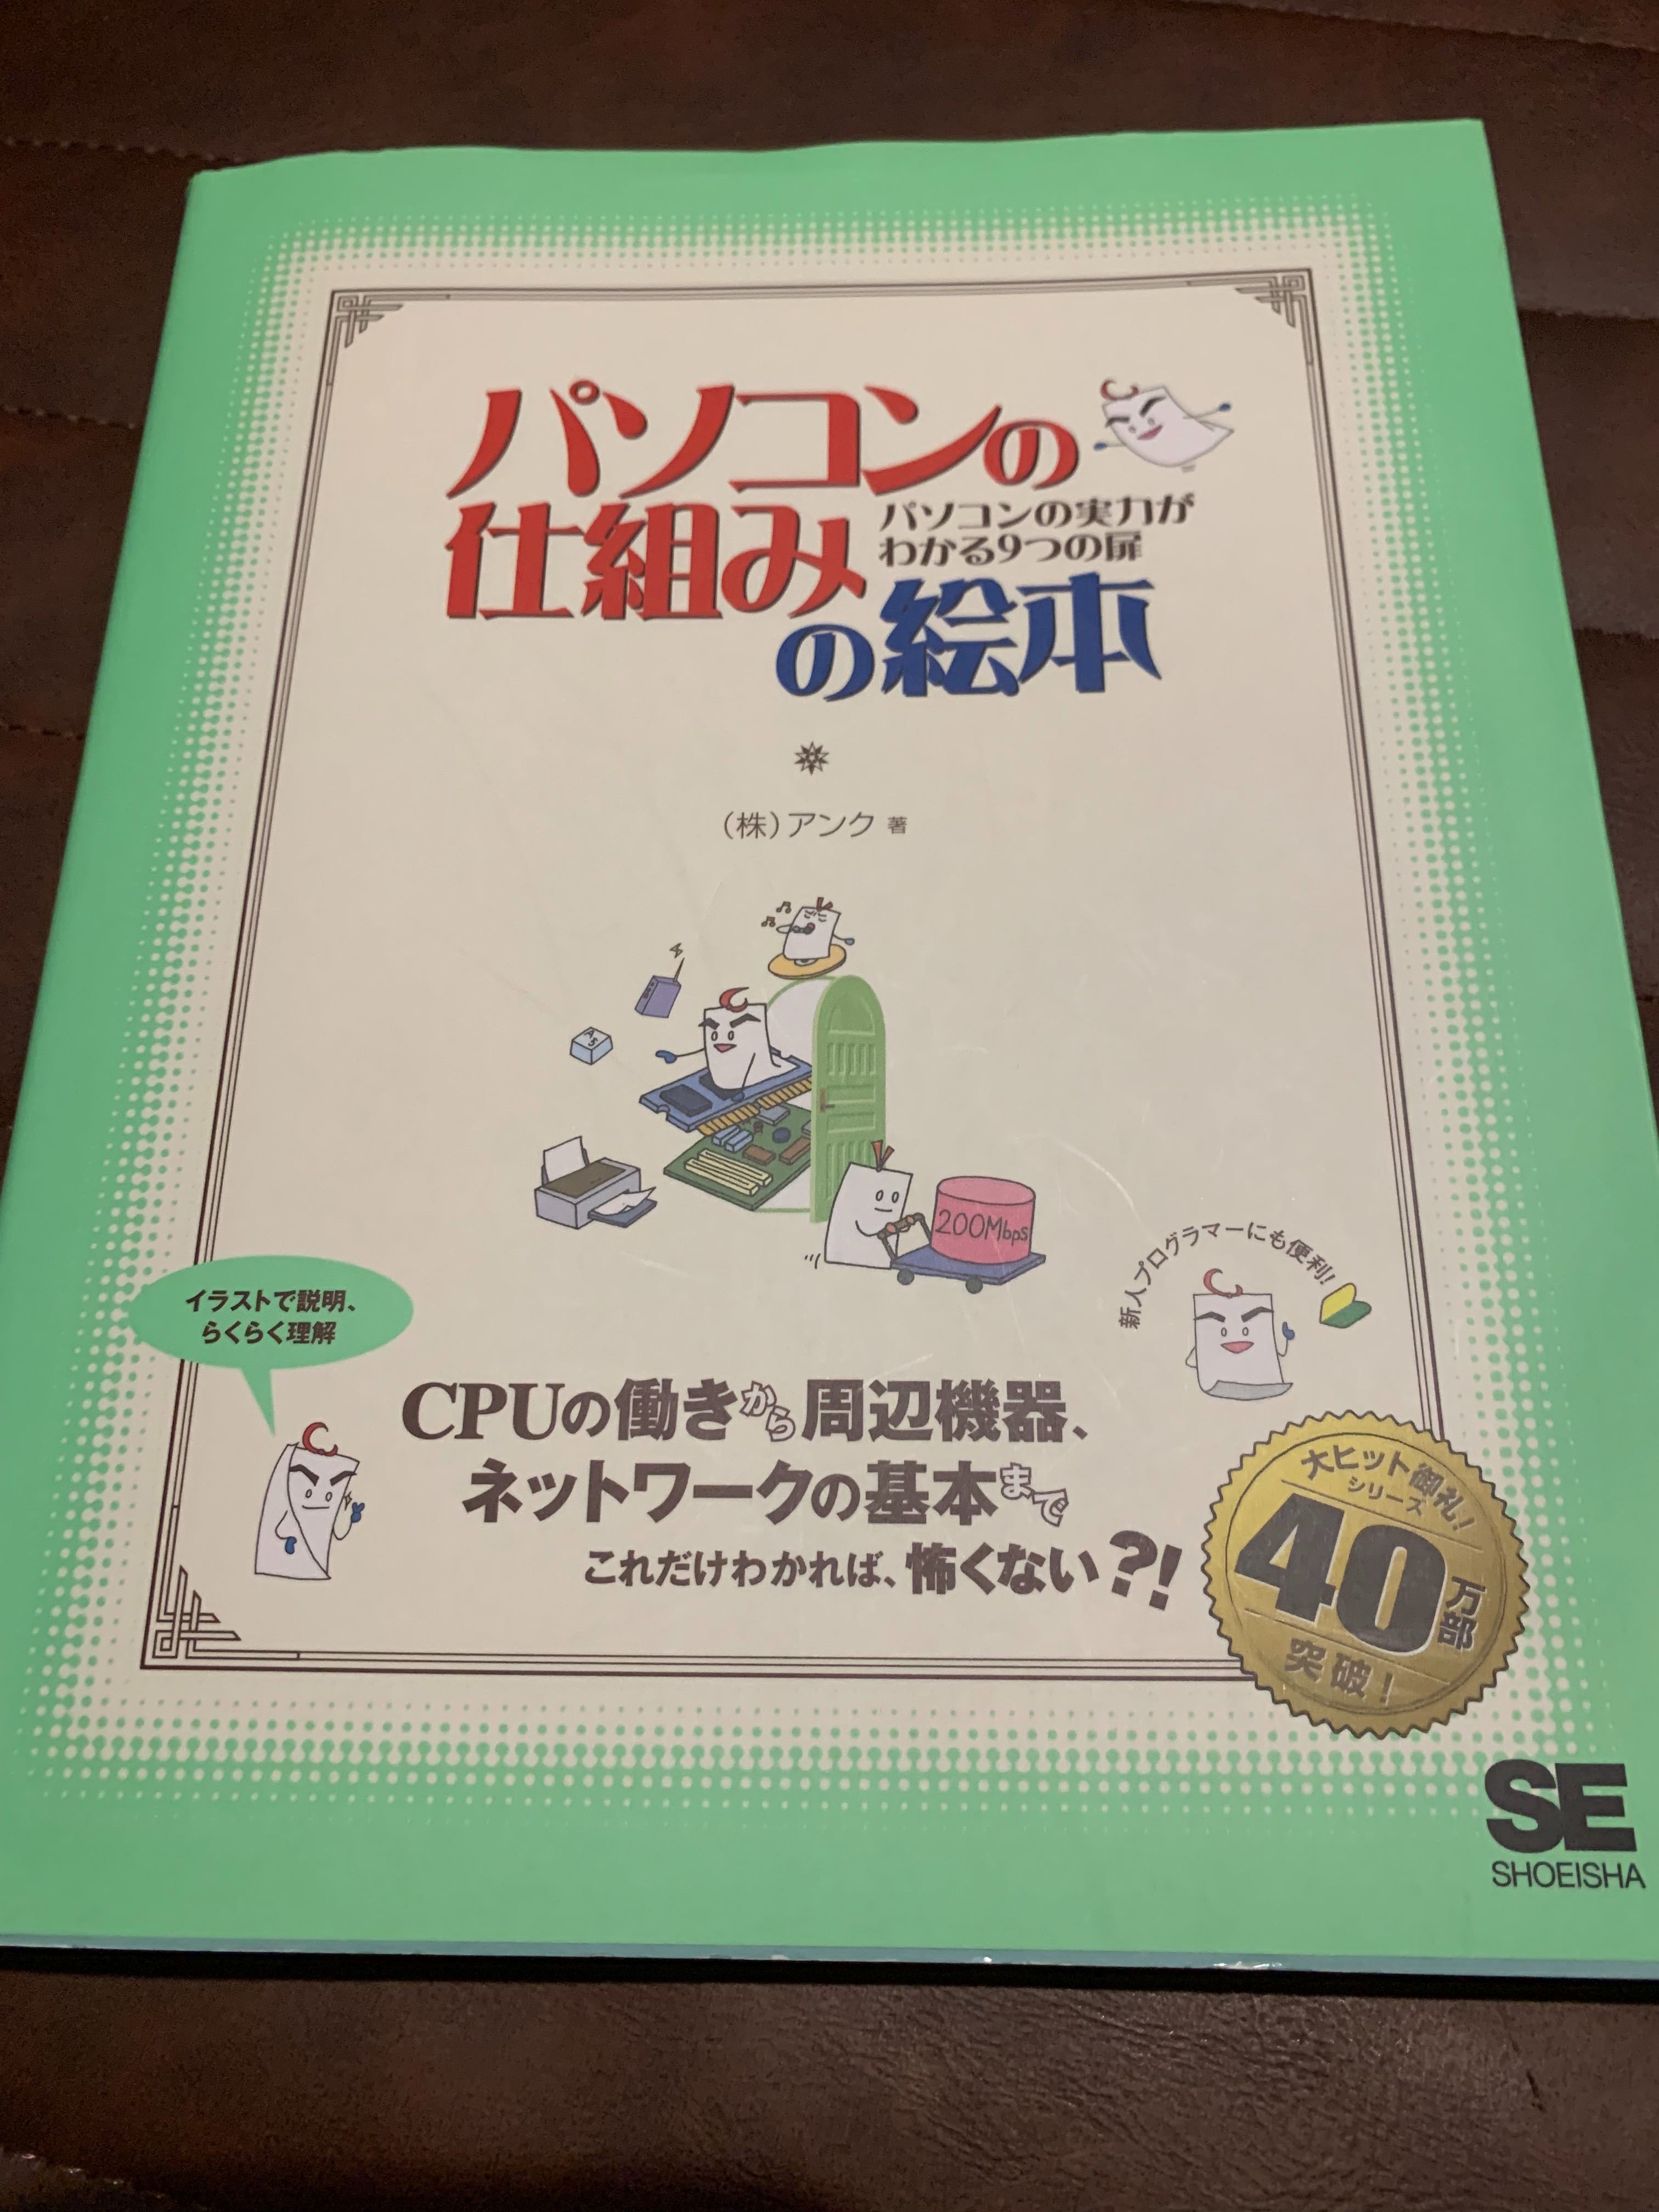 パソコンの
仕組み
パソコンの実力が
わかる9つの扉
の絵本
(株)アンク 著
A5
200Mbps
新人プログラマーにも便利!
イラストで説明、
らくらく理解
CPUの働きから周辺機器、
ネットワークの基本まで
これだけわかれば、怖くない?!
大ヒット御礼!
シリーズ
40万部
突破!
SE
SHOEISHA